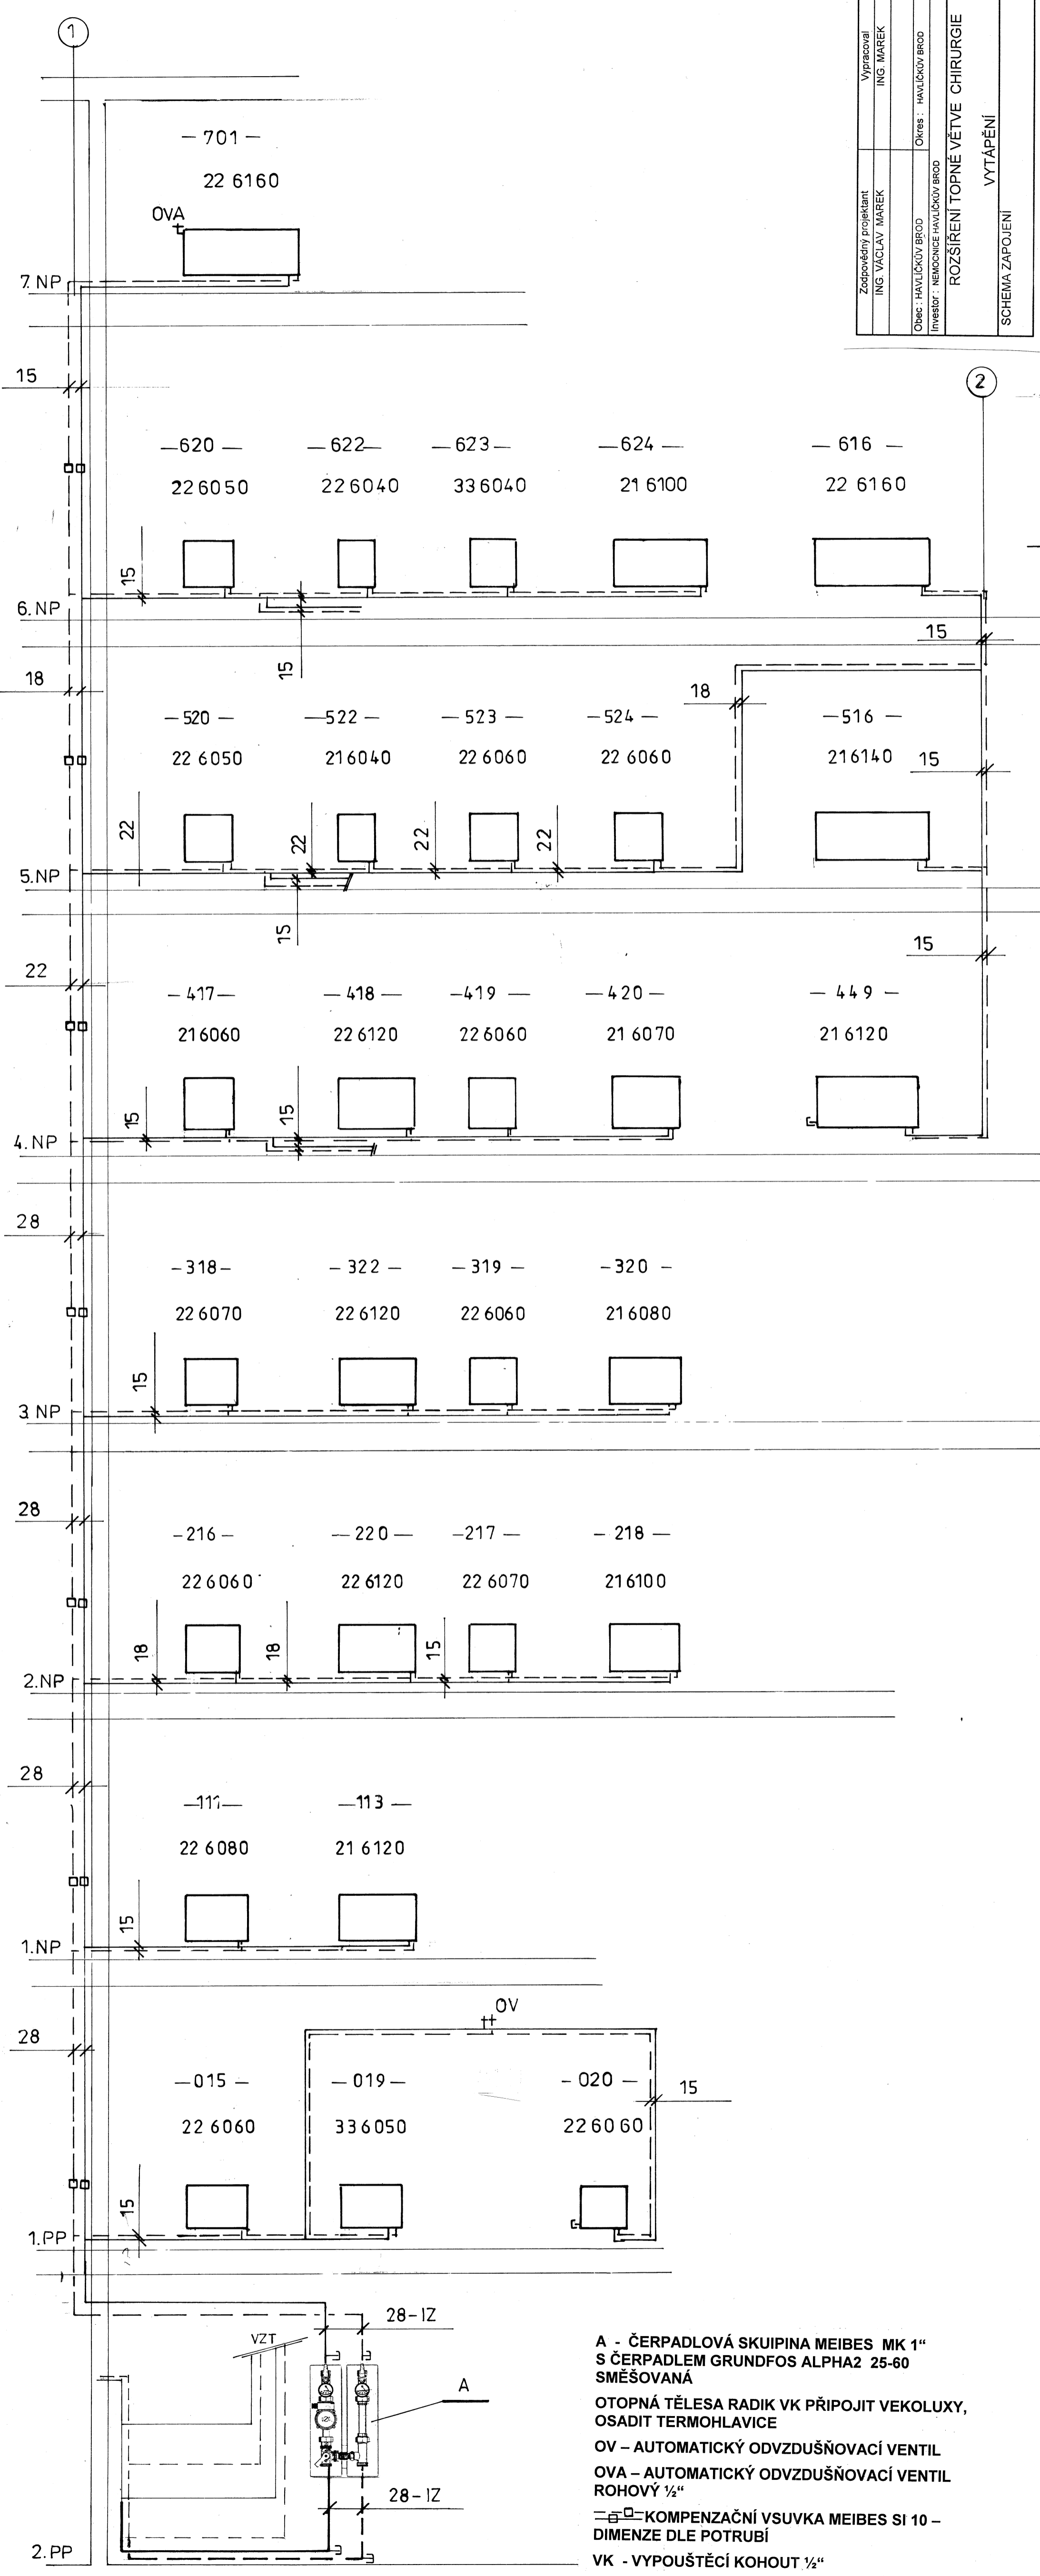 1
Zodpovědný projektant
Vypracoval
ING. VÁCLAV MAREK
ING. MAREK
Obec : HAVLÍČKŮV BROD
Okres : HAVLÍČKŮV BROD
Investor : NEMOCNICE HAVLÍČKŮV BROD
ROZŠÍŘENÍ TOPNÉ VĚTVE CHIRURGIE
VYTÁPĚNÍ
SCHEMA ZAPOJENÍ
- 701 -
22 6160
OVA
7. NP
15
2
-620- -622- -623- -624- -616-
22 6050 22 6040 33 6040 21 6100 22 6160
15
6. NP
15
15
18
18
-520- -522- -523- -524- -516-
22 6050 21 6040 22 6060 22 6060 21 6140
15
22 22 22 22
5.NP
15
22
15
-417- -418- -419- -420- -449-
21 6060 22 6120 22 6060 21 6070 21 6120
15 15
4. NP
28
-318- -322- -319- -320-
22 6070 22 6120 22 6060 21 6080
15
3. NP
28
-216- -220- -217- -218-
22 6060 22 6120 22 6070 21 6100
18 18 15
2.NP
28
-111- -113-
22 6080 21 6120
15
1.NP
OV
28
-015- -019- -020-
15
22 6060 33 6050 22 6060
15
1.PP
28-IZ
VZT
A
28-IZ
2.PP
A - ČERPADLOVÁ SKUIPINA MEIBES MK 1“
S ČERPADLEM GRUNDFOS ALPHA2 25-60
SMĚŠOVANÁ
OTOPNÁ TĚLESA RADIK VK PŘIPOJIT VEKOLUXY,
OSADIT TERMOHLAVICE
OV – AUTOMATICKÝ ODVZDUŠŇOVACÍ VENTIL
OVA – AUTOMATICKÝ ODVZDUŠŇOVACÍ VENTIL
ROHOVÝ ½“
KOMPENZAČNÍ VSUVKA MEIBES SI 10 –
DIMENZE DLE POTRUBÍ
VK - VYPOUŠTĚCÍ KOHOUT ½“